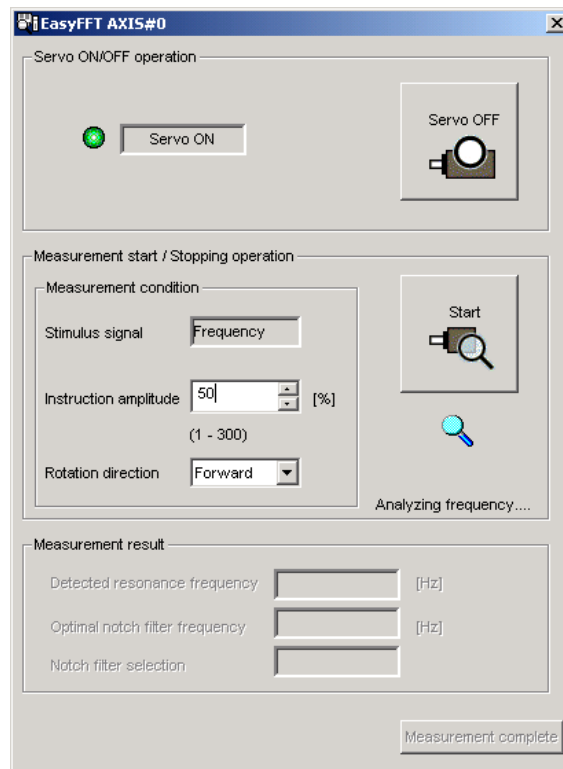 EasyFFT AXIS#0
Servo ON/OFF operation
Servo ON
Servo OFF
Measurement start / Stopping operation
Measurement condition
Stimulus signal Frequency
Start
Instruction amplitude 50 [%]
(1 - 300)
Rotation direction Forward
Analyzing frequency....
Measurement result
Detected resonance frequency [Hz]
Optimal notch filter frequency [Hz]
Notch filter selection
Measurement complete